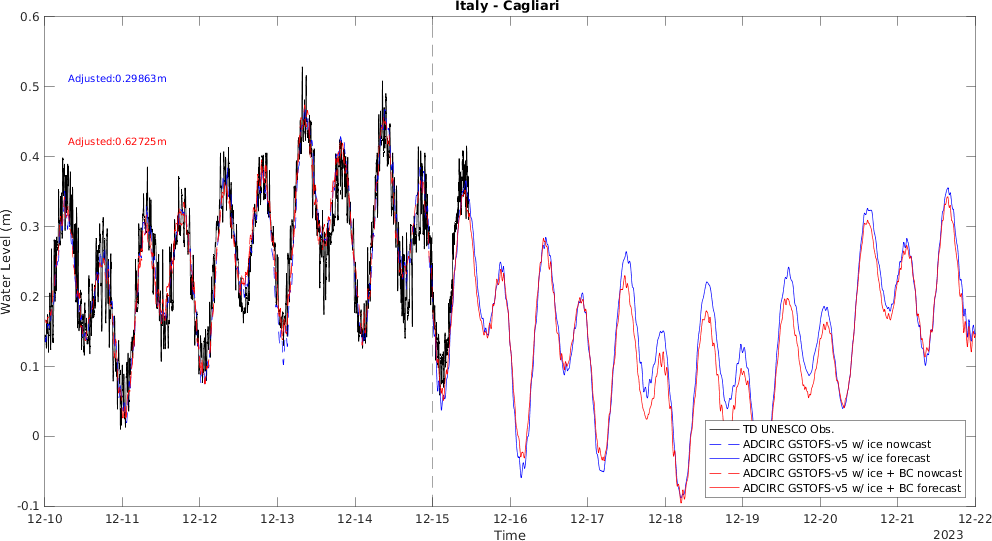 Italy - Cagliari
0.6
0.5
0.4
0.3
0.2
0.1
0
-0.1
Water Level (m)
Adjusted:0.29863m
Adjusted:0.62725m
TD UNESCO Obs.
ADCIRC GSTOFS-v5 w/ ice nowcast
ADCIRC GSTOFS-v5 w/ ice forecast
ADCIRC GSTOFS-v5 w/ ice + BC nowcast
ADCIRC GSTOFS-v5 w/ ice + BC forecast
12-10 12-11 12-12 12-13 12-14 12-15 12-16 12-17 12-18 12-19 12-20 12-21 12-22
Time
2023